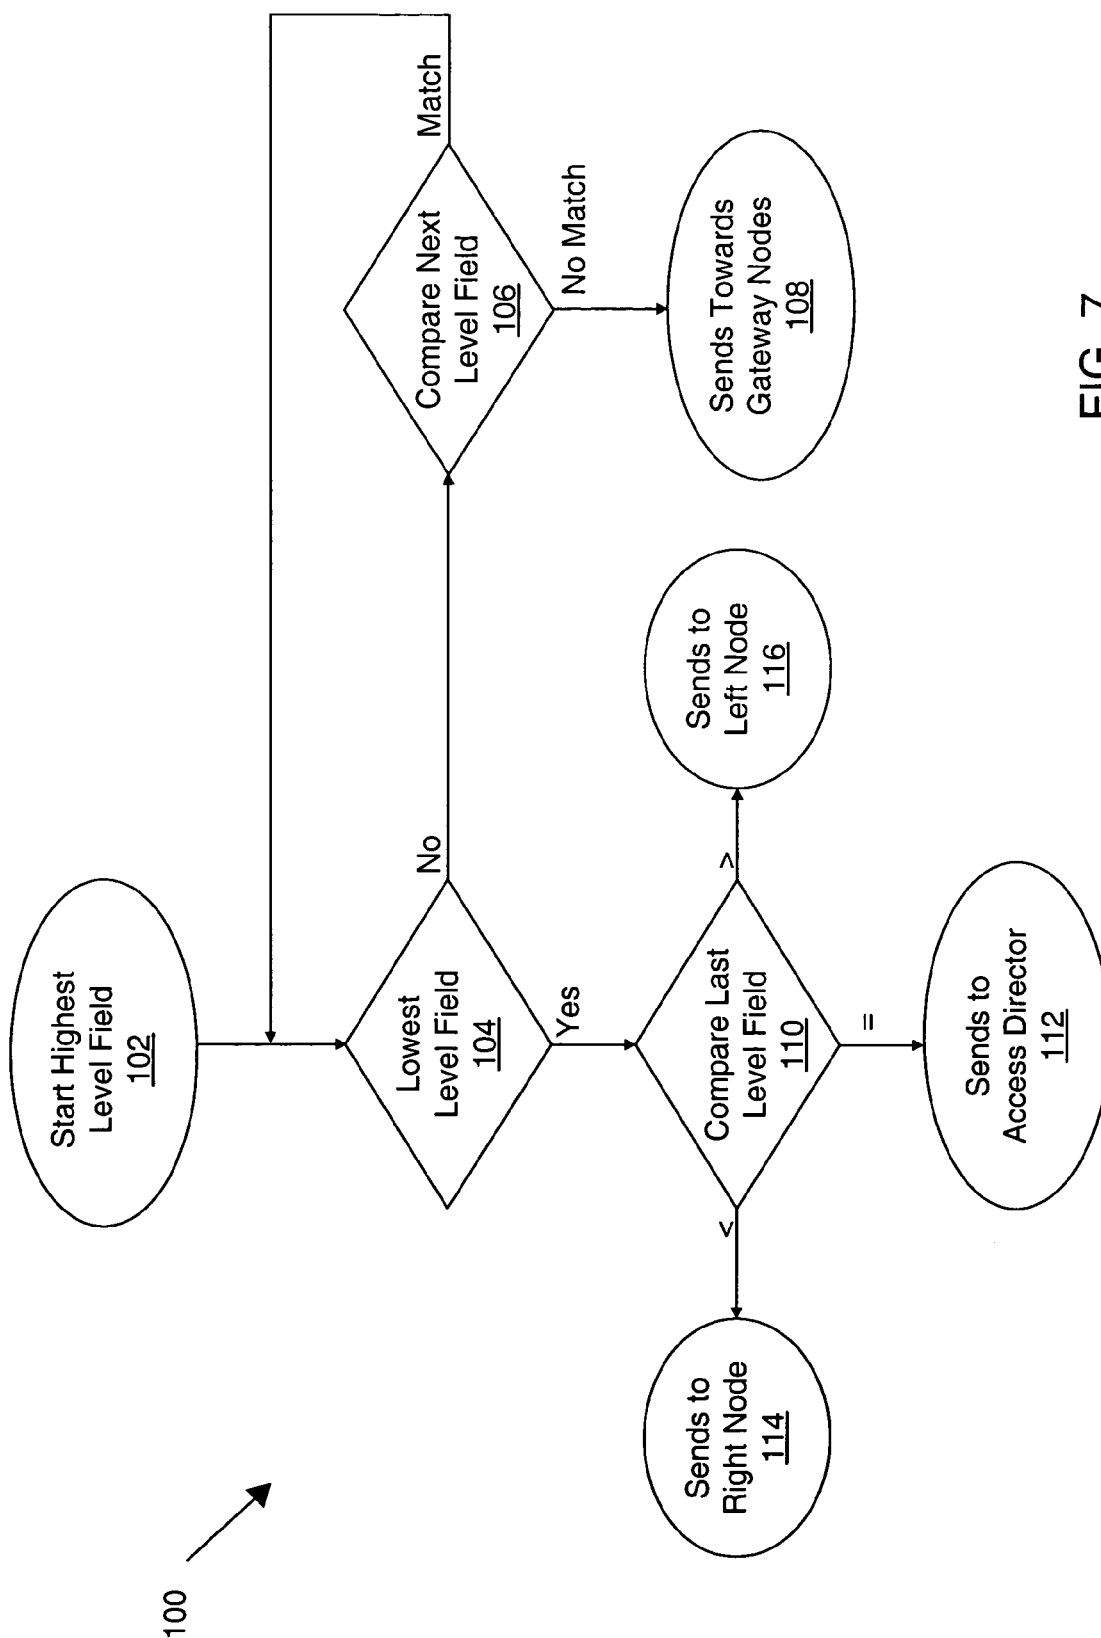 100
Start Highest
Level Field
102
Lowest
Level Field
104
No
Yes
Compare Next
Level Field
106
Match
No Match
Sends Towards
Gateway Nodes
108
Compare Last
Level Field
110
<
>
=
Sends to
Right Node
114
Sends to
Left Node
116
Sends to
Access Director
112
FIG. 7